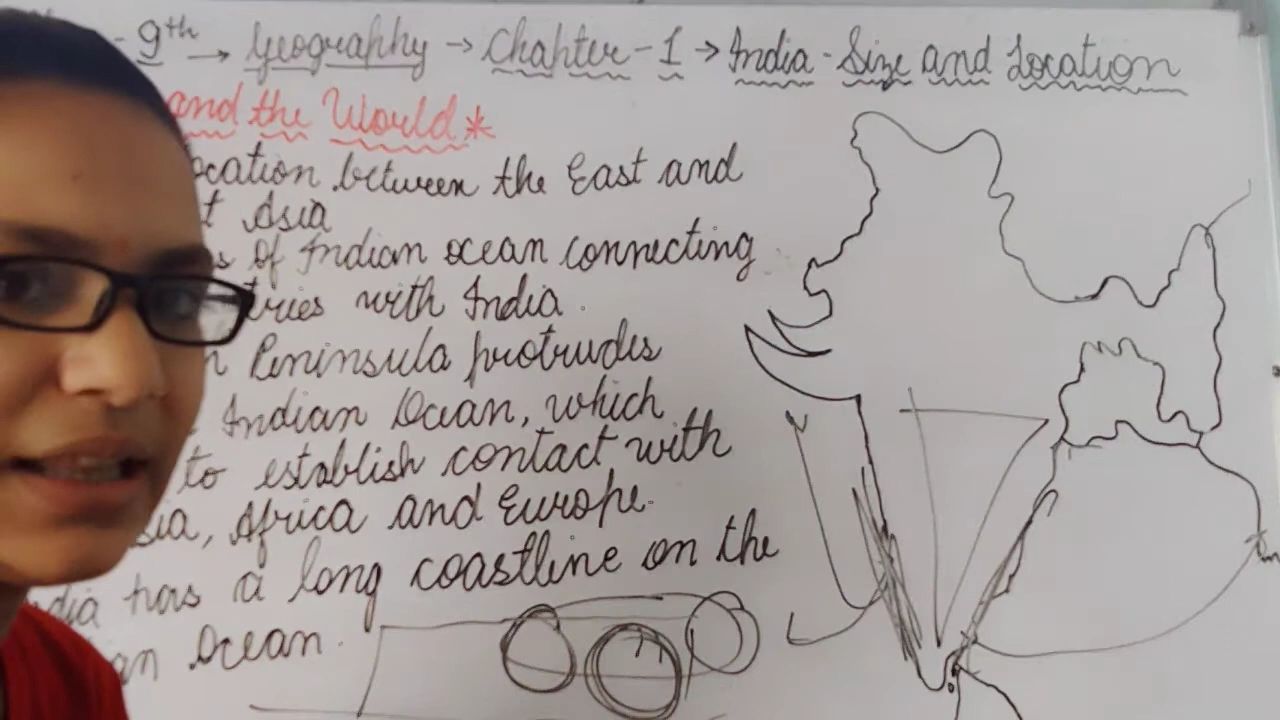 - 9th → Geography → Chapter - 1 → India - Size and Location
and the World *
location between the East and
Asia
of Indian ocean connecting
with India.
Peninsula protrudes
Indian Ocean, which
to establish contact with
Africa and Europe.
has a long coastline on the
Ocean.